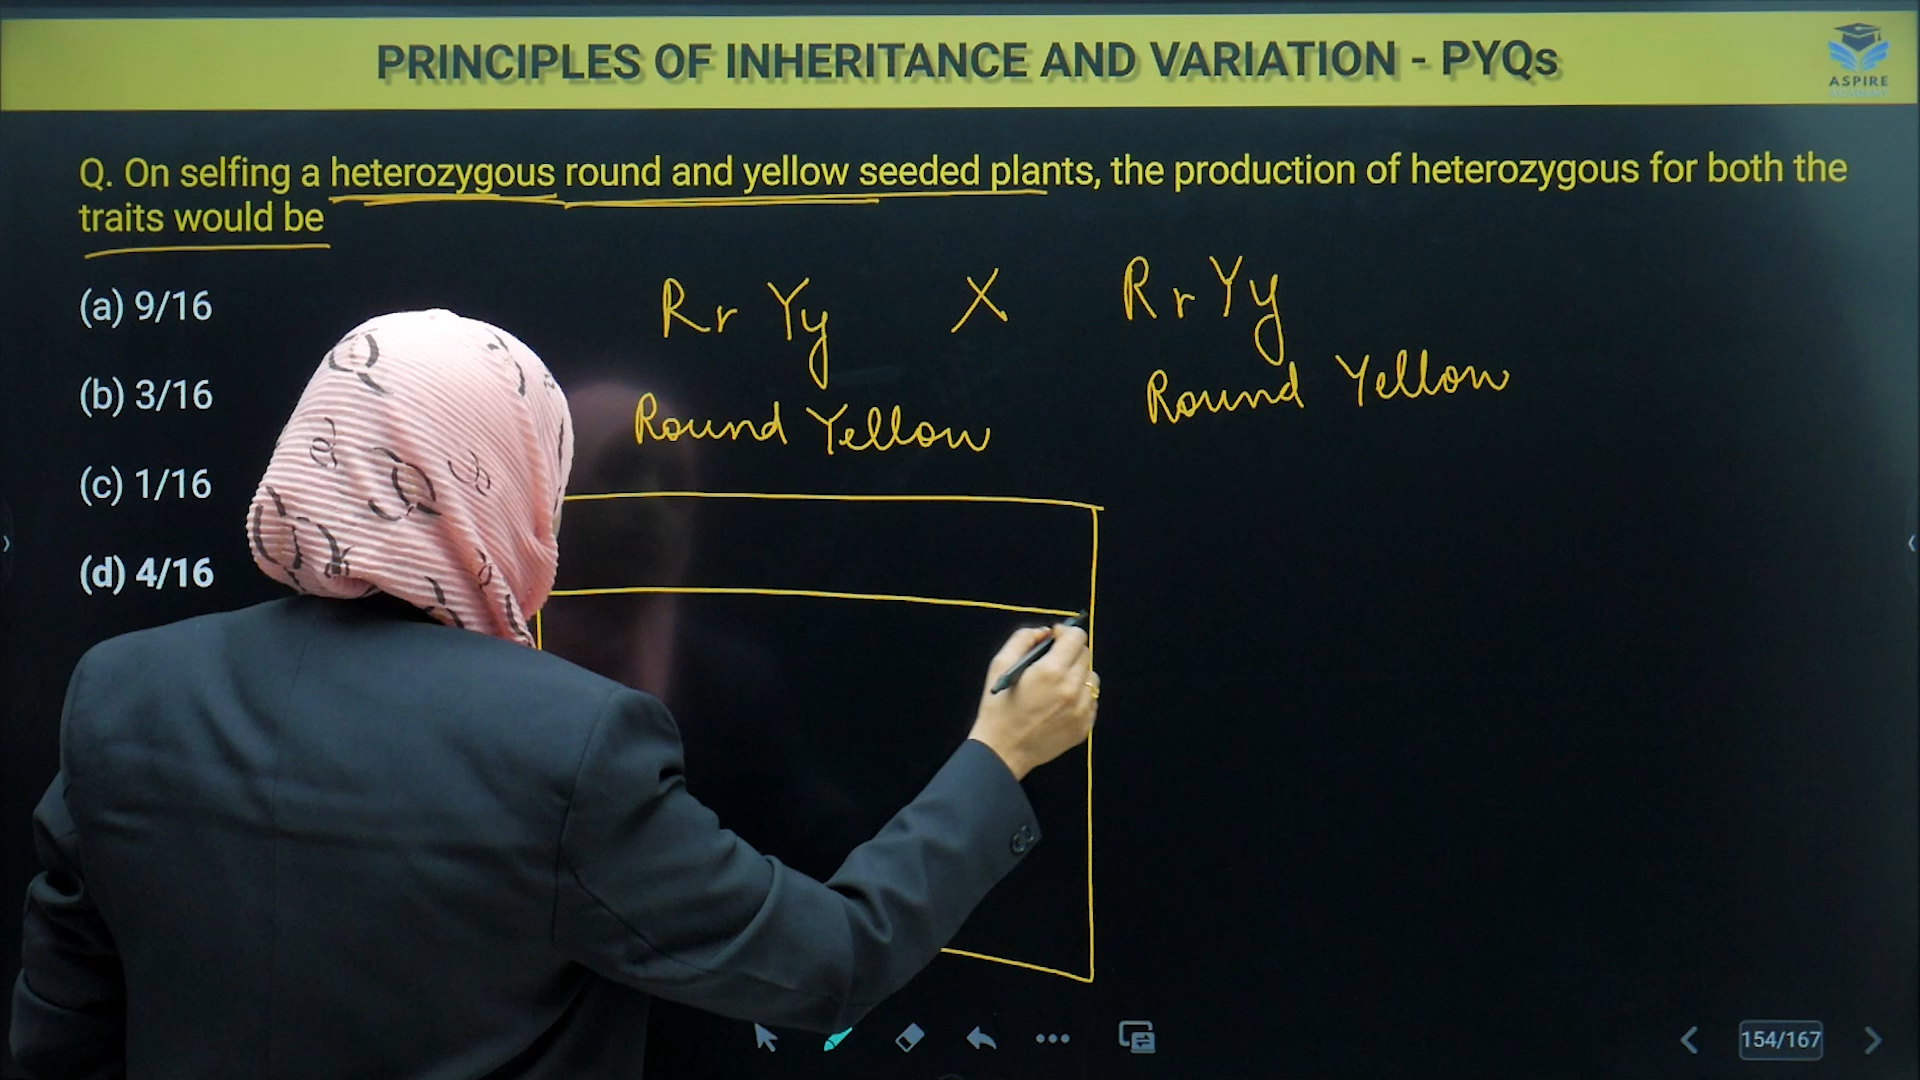 PRINCIPLES OF INHERITANCE AND VARIATION - PYQs
ASPIRE
Q. On selfing a heterozygous round and yellow seeded plants, the production of heterozygous for both the
traits would be
(a) 9/16
(b) 3/16
(c) 1/16
(d) 4/16
Rr Yy X RrYy
Round Yellow Round Yellow
154/167